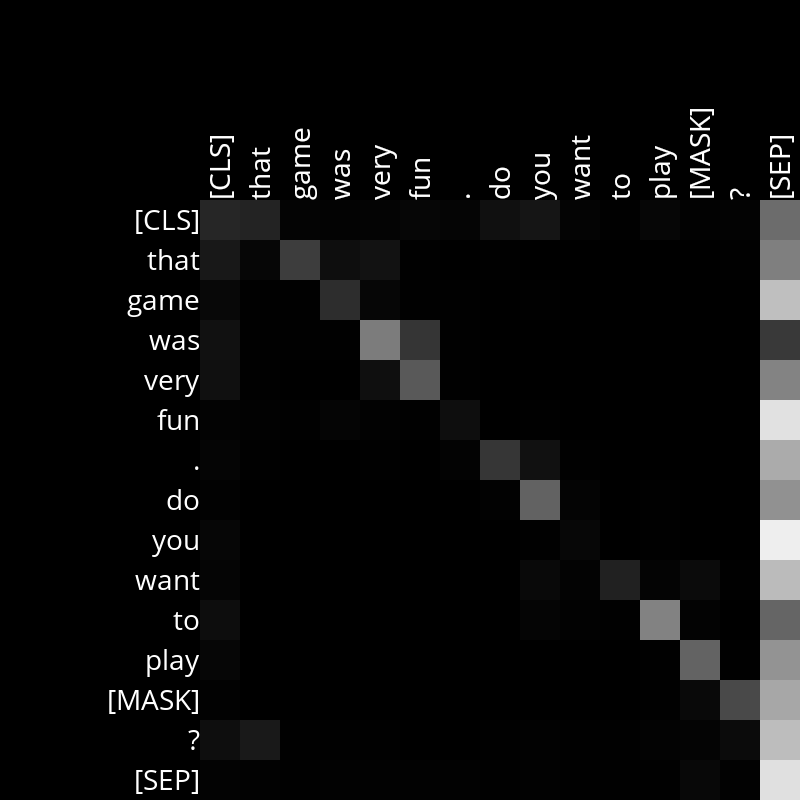 [CLS] that game was very fun . do you want to play [MASK] ? [SEP]
[CLS]
that
game
was
very
fun
.
do
you
want
to
play
[MASK]
?
[SEP]